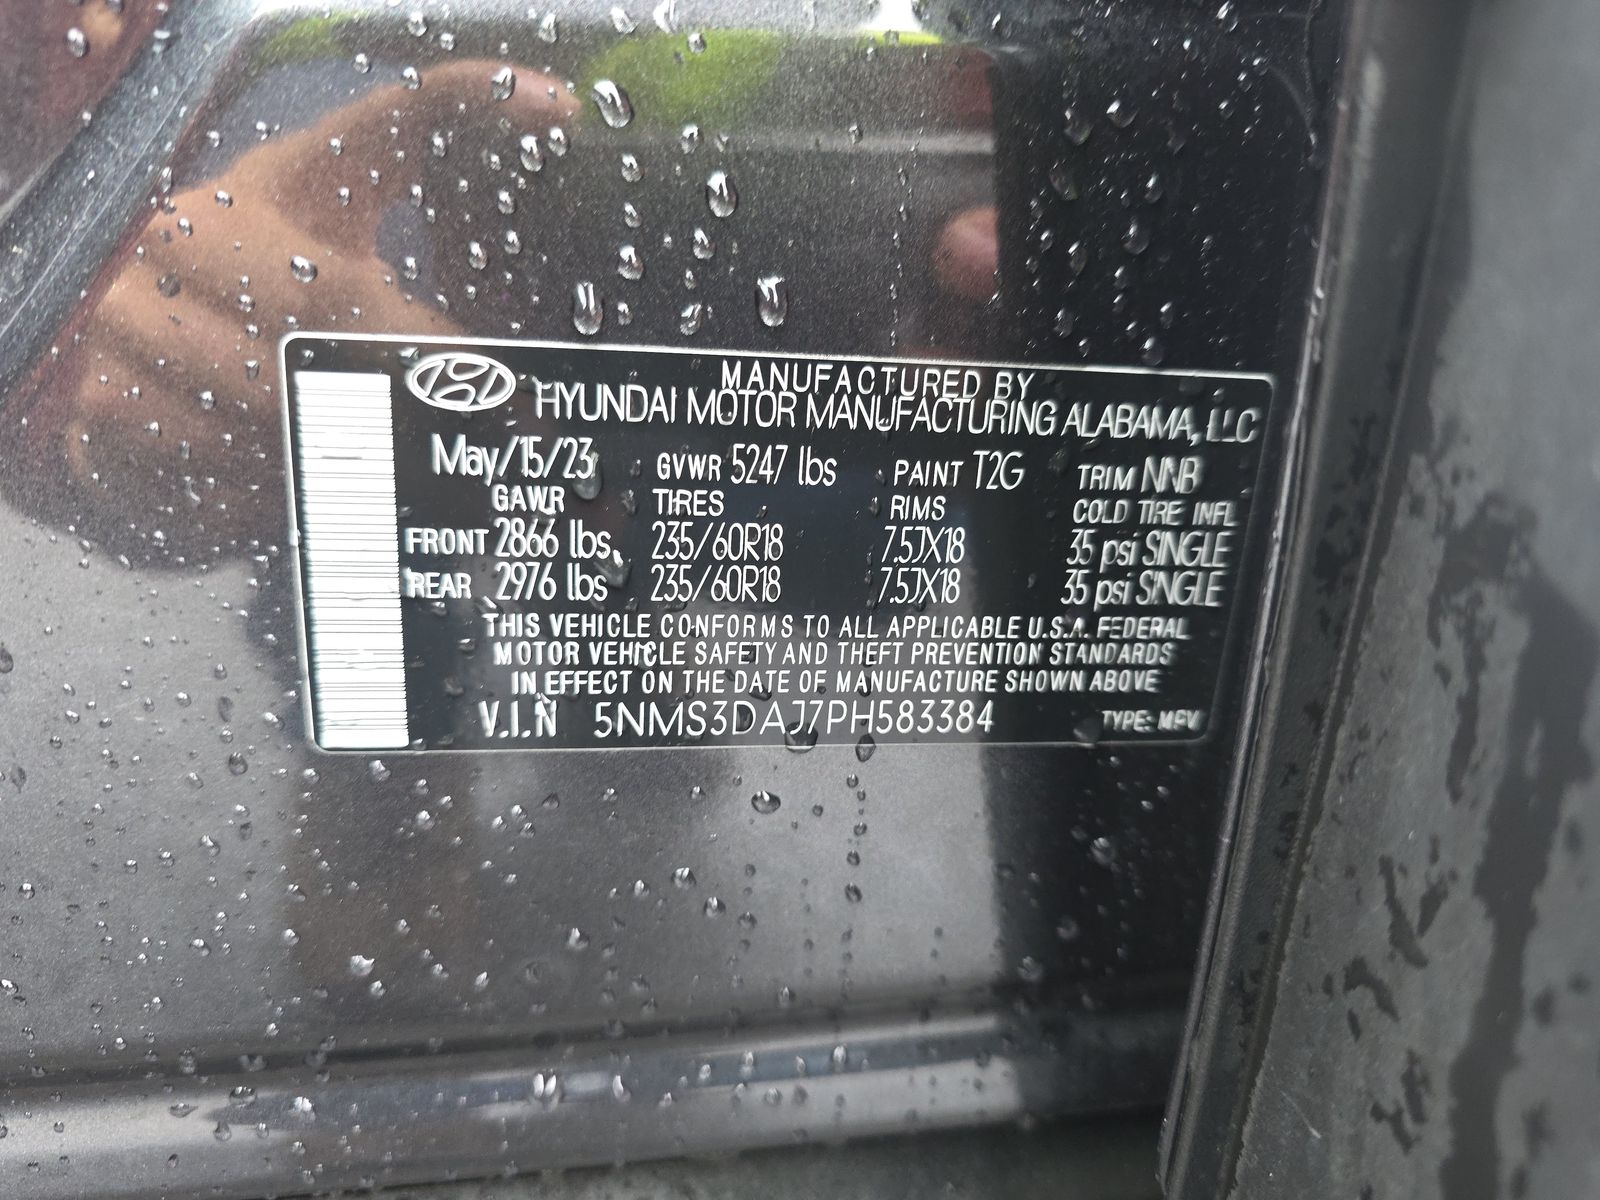 MANUFACTURED BY
HYUNDAI MOTOR MANUFACTURING ALABAMA, LLC
May/15/23 GVWR 5247 lbs PAINT T2G TRIM NNB
GAWR TIRES RIMS COLD TIRE INFL
FRONT 2866 lbs 235/60R18 7.5JX18 35 psi SINGLE
REAR 2976 lbs 235/60R18 7.5JX18 35 psi SINGLE
THIS VEHICLE CONFORMS TO ALL APPLICABLE U.S.A. FEDERAL
MOTOR VEHICLE SAFETY AND THEFT PREVENTION STANDARDS
IN EFFECT ON THE DATE OF MANUFACTURE SHOWN ABOVE
V.I.N 5NMS3DAJ7PH583384 TYPE: MPV